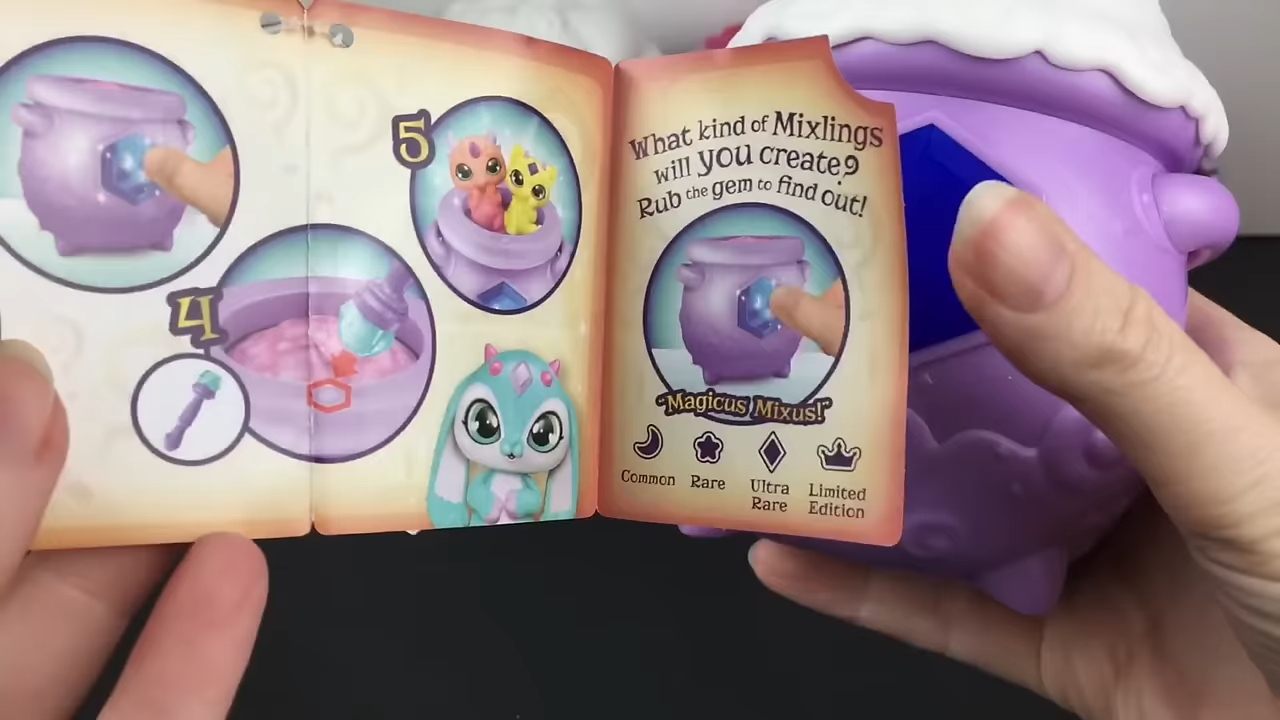 5
4
What kind of Mixlings
will you create?
Rub the gem to find out!
"Magicus Mixus!"
Common
Rare
Ultra
Rare
Limited
Edition